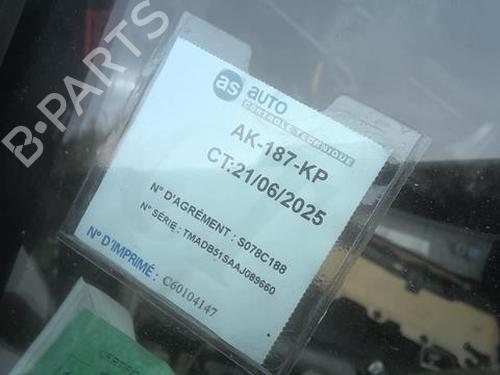 B-PARTS
as AUTO
CONTRÔLE TECHNIQUE
AK-187-KP
CT:21/06/2025
N° D'AGRÉMENT : S078C188
N° SÉRIE : TMADB51SAAJ089660
N° D'IMPRIMÉ : C60104147